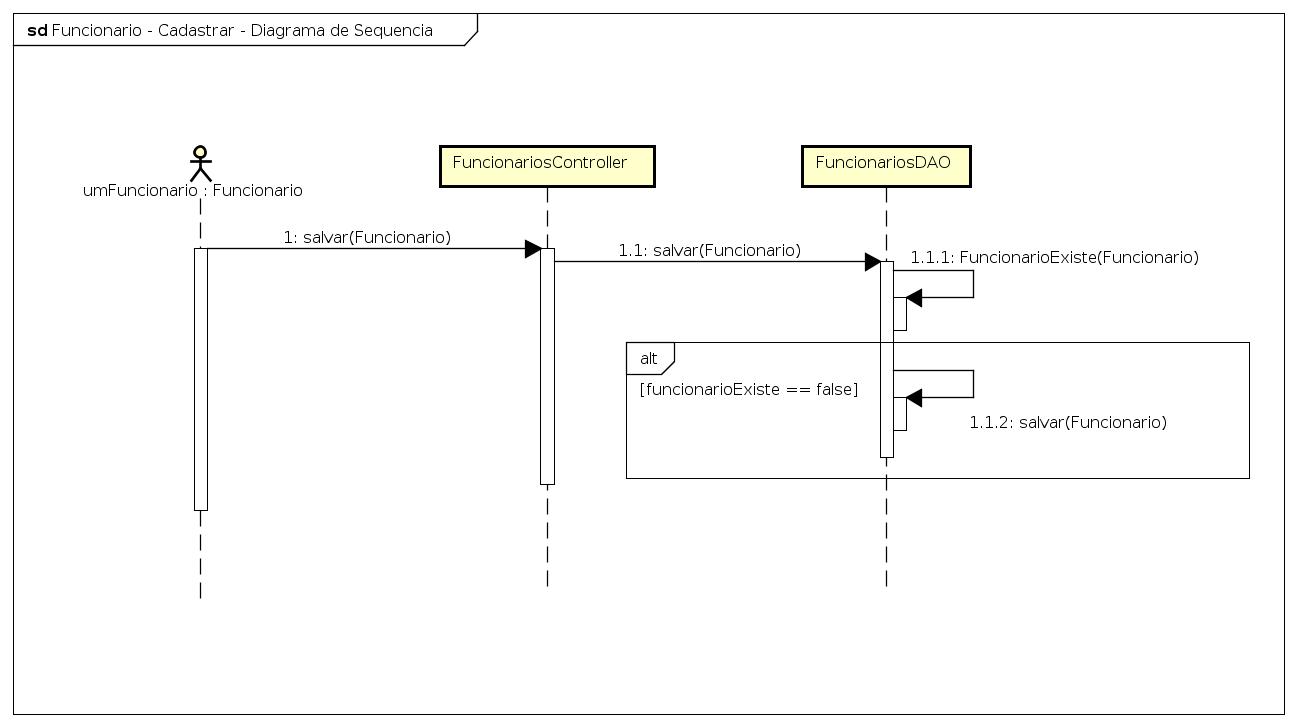 sd Funcionario - Cadastrar - Diagrama de Sequencia
umFuncionario : Funcionario
FuncionariosController
FuncionariosDAO
1: salvar(Funcionario)
1.1: salvar(Funcionario)
1.1.1: FuncionarioExiste(Funcionario)
alt
[funcionarioExiste == false]
1.1.2: salvar(Funcionario)